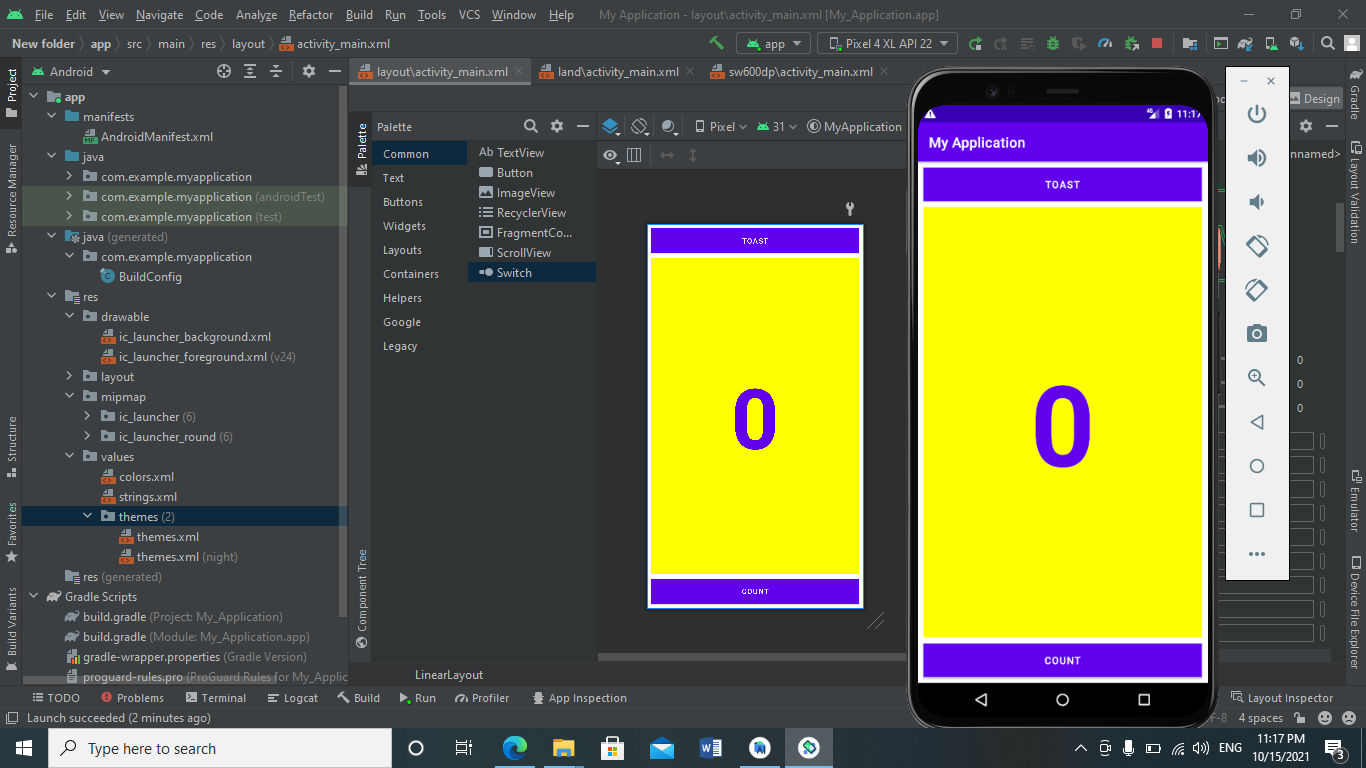 File Edit View Navigate Code Analyze Refactor Build Run Tools VCS Window Help My Application - layout\activity_main.xml [My_Application.app]
New folder app src main res layout activity_main.xml app Pixel 4 XL API 22
Project
Android
layout\activity_main.xml land\activity_main.xml sw600dp\activity_main.xml
app
manifests
AndroidManifest.xml
java
com.example.myapplication
com.example.myapplication (androidTest)
com.example.myapplication (test)
java (generated)
com.example.myapplication
BuildConfig
res
drawable
ic_launcher_background.xml
ic_launcher_foreground.xml (v24)
layout
mipmap
ic_launcher (6)
ic_launcher_round (6)
values
colors.xml
strings.xml
themes (2)
themes.xml
themes.xml (night)
res (generated)
Gradle Scripts
build.gradle (Project: My_Application)
build.gradle (Module: My_Application.app)
gradle-wrapper.properties (Gradle Version)
proguard-rules.pro (ProGuard Rules for My_Applic
Resource Manager
Structure
Favorites
Build Variants
Palette
Component Tree
Palette
Common
Text
Buttons
Widgets
Layouts
Containers
Helpers
Google
Legacy
Ab TextView
Button
ImageView
RecyclerView
FragmentCo...
ScrollView
Switch
Pixel 31 MyApplication
TOAST
0
COUNT
LinearLayout
4G 11:17
My Application
TOAST
0
COUNT
Design
nnamed>
0
0
0
Gradle
Layout Validation
Emulator
Device File Explorer
TODO Problems Terminal Logcat Build Run Profiler App Inspection Layout Inspector
Launch succeeded (2 minutes ago) 4 spaces
Type here to search
ENG
11:17 PM
10/15/2021
3